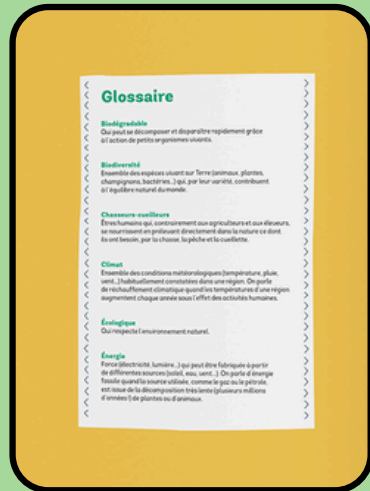 Glossaire
Biodégradable
Qui peut se décomposer et disparaître rapidement grâce
à l'action de petits organismes vivants.
Biodiversité
Ensemble des espèces vivant sur Terre (animaux, plantes,
champignons, bactéries…) qui, par leur variété, contribuent
à l'équilibre naturel du monde.
Chasseurs-cueilleurs
Êtres humains qui, contrairement aux agriculteurs et aux éleveurs,
se nourrissent en prélevant directement dans la nature ce dont
ils ont besoin, par la chasse, la pêche et la cueillette.
Climat
Ensemble des conditions météorologiques (température, pluie,
vent…) habituellement constatées dans une région. On parle
de réchauffement climatique quand les températures d'une région
augmentent chaque année sous l'effet des activités humaines.
Écologique
Qui respecte l'environnement naturel.
Énergie
Force (électricité, lumière…) qui peut être fabriquée à partir
de différentes sources (soleil, eau, vent…). On parle d'énergie
fossile quand la source utilisée, comme le gaz ou le pétrole,
est issue de la décomposition très lente (plusieurs millions
d'années !) de plantes ou d'animaux.